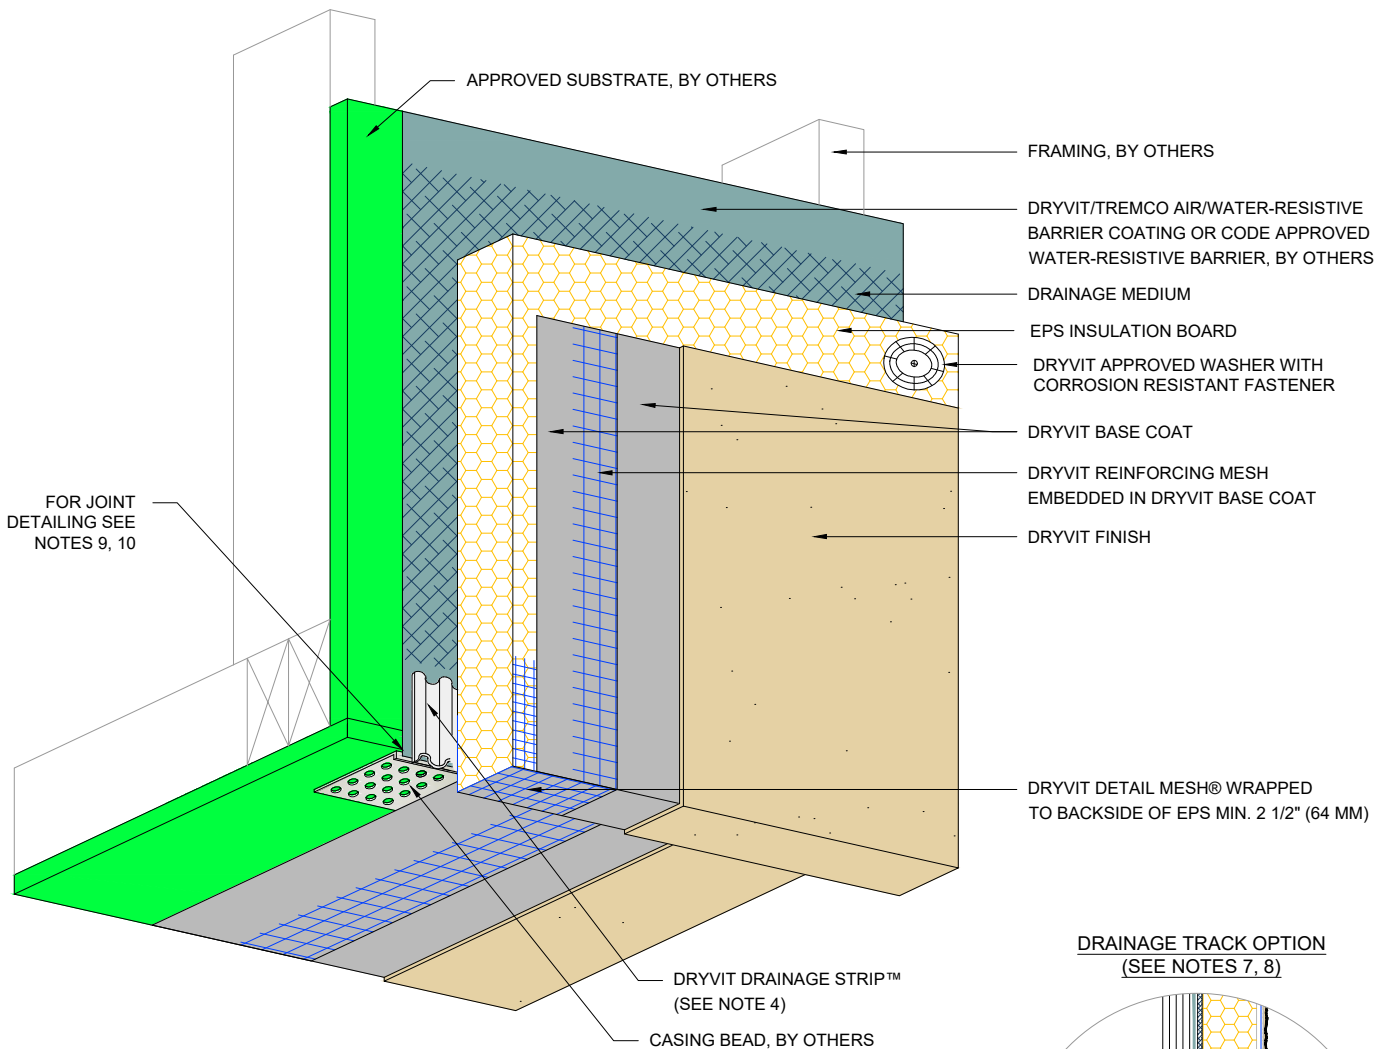 APPROVED SUBSTRATE, BY OTHERS
FRAMING, BY OTHERS
DRYVIT/TREMCO AIR/WATER-RESISTIVE
BARRIER COATING OR CODE APPROVED
WATER-RESISTIVE BARRIER, BY OTHERS
DRAINAGE MEDIUM
EPS INSULATION BOARD
DRYVIT APPROVED WASHER WITH
CORROSION RESISTANT FASTENER
DRYVIT BASE COAT
DRYVIT REINFORCING MESH
EMBEDDED IN DRYVIT BASE COAT
DRYVIT FINISH
FOR JOINT
DETAILING SEE
NOTES 9, 10
DRYVIT DETAIL MESH® WRAPPED
TO BACKSIDE OF EPS MIN. 2 1/2" (64 MM)
DRYVIT DRAINAGE STRIP™
(SEE NOTE 4)
CASING BEAD, BY OTHERS
DRAINAGE TRACK OPTION
(SEE NOTES 7, 8)